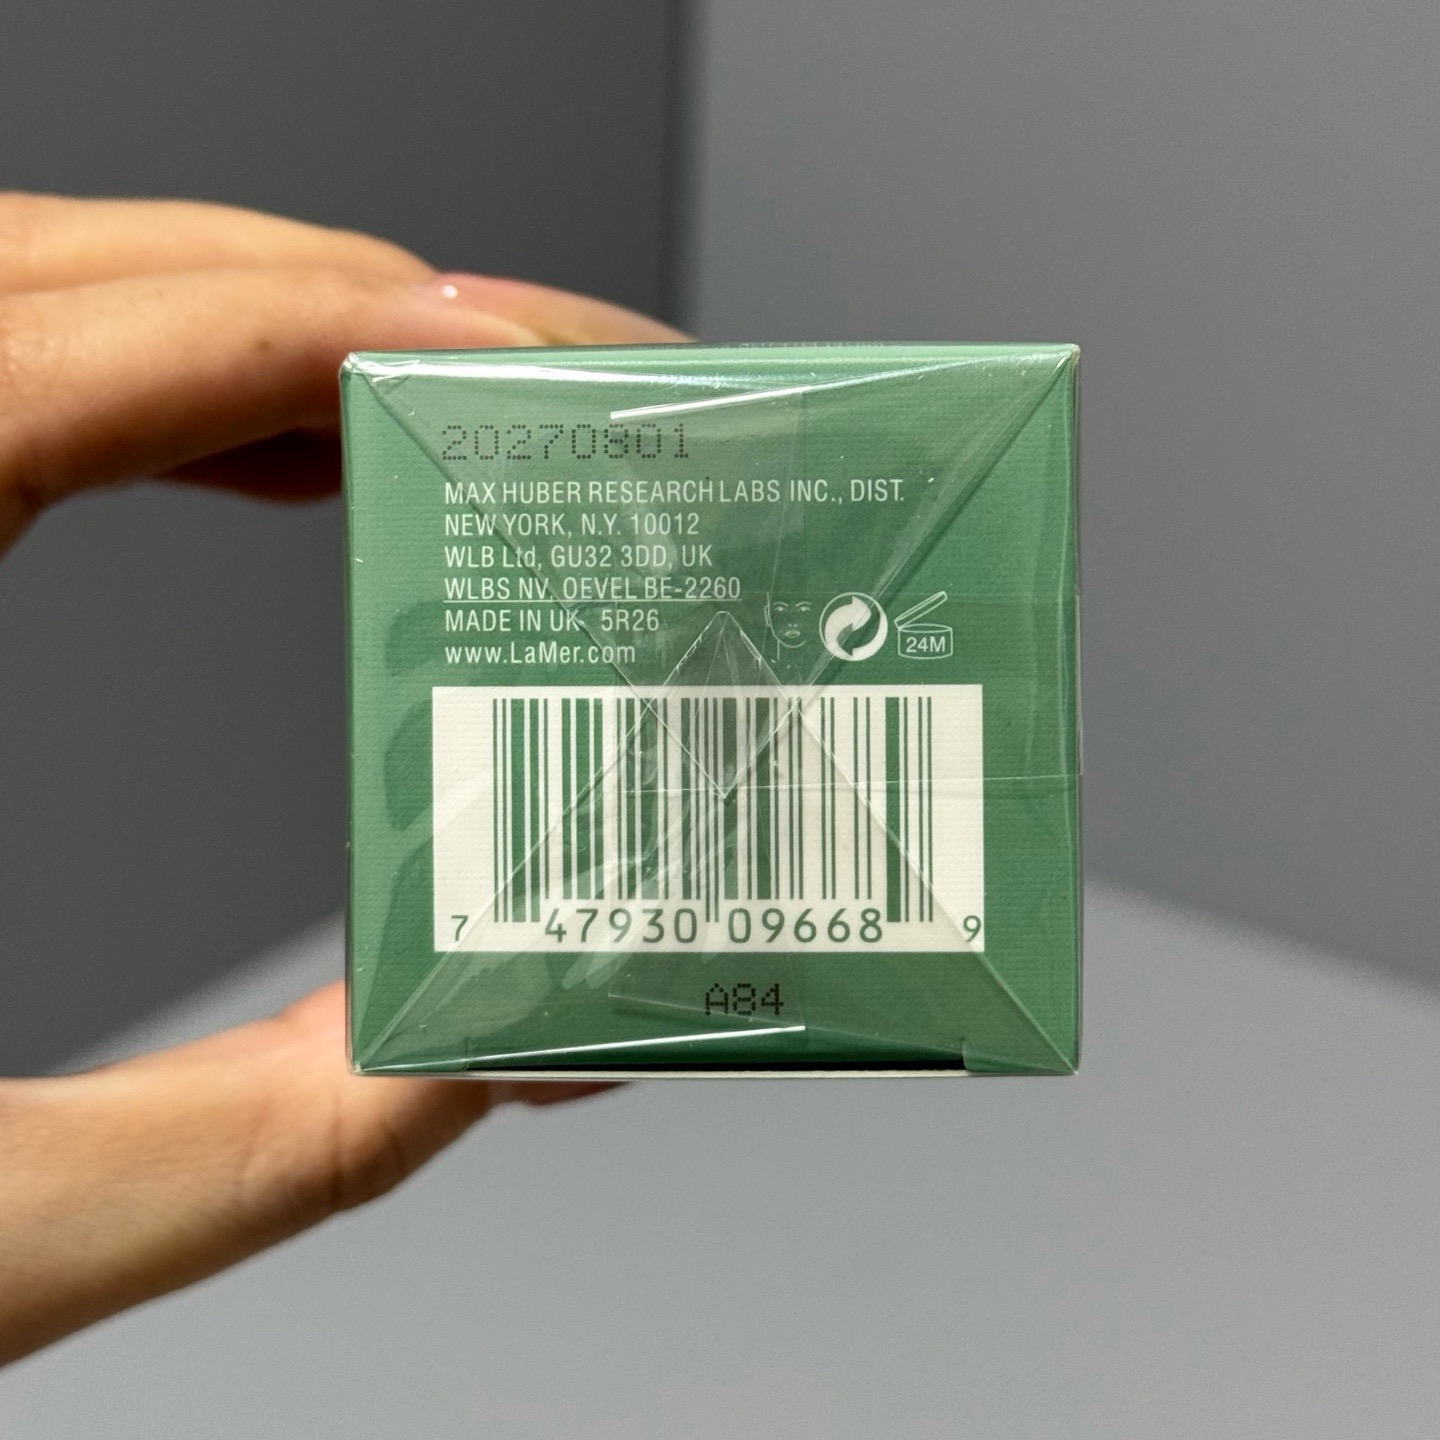 20270801
MAX HUBER RESEARCH LABS INC., DIST.
NEW YORK, N.Y. 10012
WLB Ltd, GU32 3DD, UK
WLBS NV, OEVEL BE-2260
MADE IN UK 5R26
www.LaMer.com
24M
7 47930 09668 9
A84